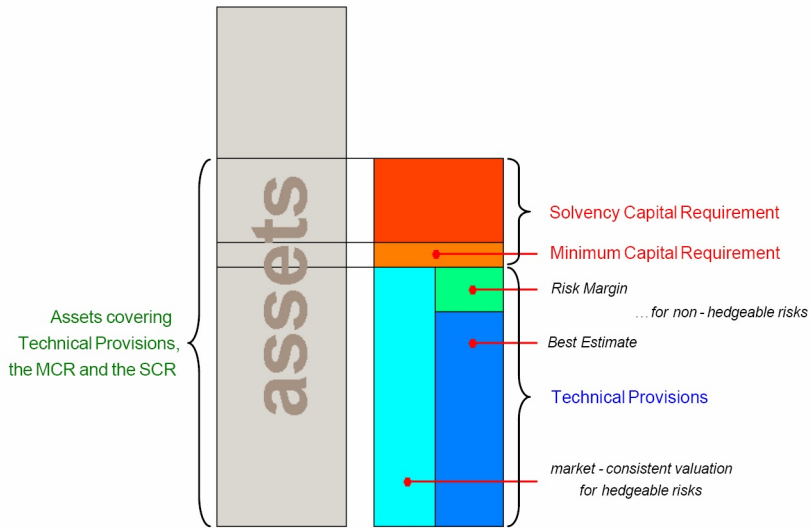 assets
Assets covering
Technical Provisions,
the MCR and the SCR
Solvency Capital Requirement
Minimum Capital Requirement
Risk Margin
...for non-hedgeable risks
Best Estimate
Technical Provisions
market-consistent valuation
for hedgeable risks